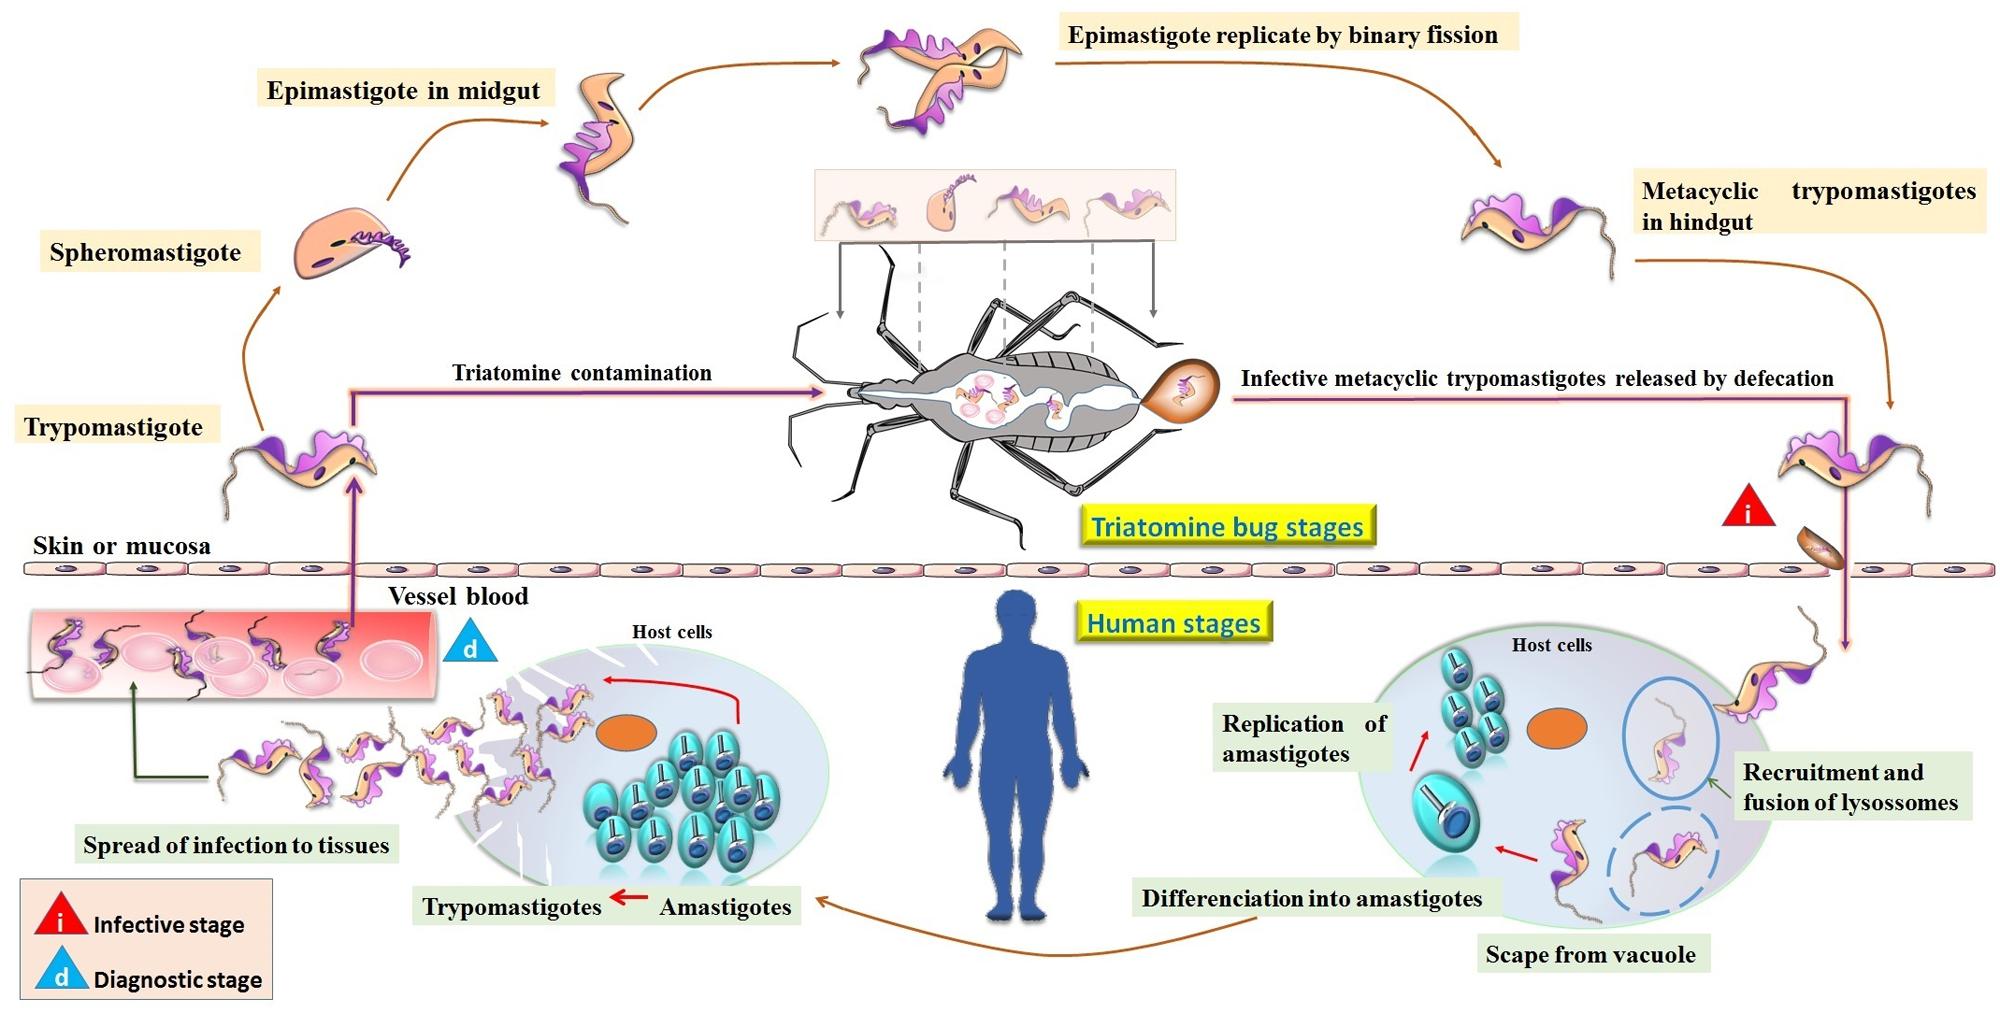 Epimastigote replicate by binary fission
Epimastigote in midgut
Metacyclic trypomastigotes
in hindgut
Spheromastigote
Triatomine contamination
Infective metacyclic trypomastigotes released by defecation
Trypomastigote
i
Triatomine bug stages
Skin or mucosa
Vessel blood
Human stages
d
Host cells
Host cells
Replication of
amastigotes
Recruitment and
fusion of lysossomes
Spread of infection to tissues
Trypomastigotes
Amastigotes
Differenciation into amastigotes
Scape from vacuole
i Infective stage
d Diagnostic stage